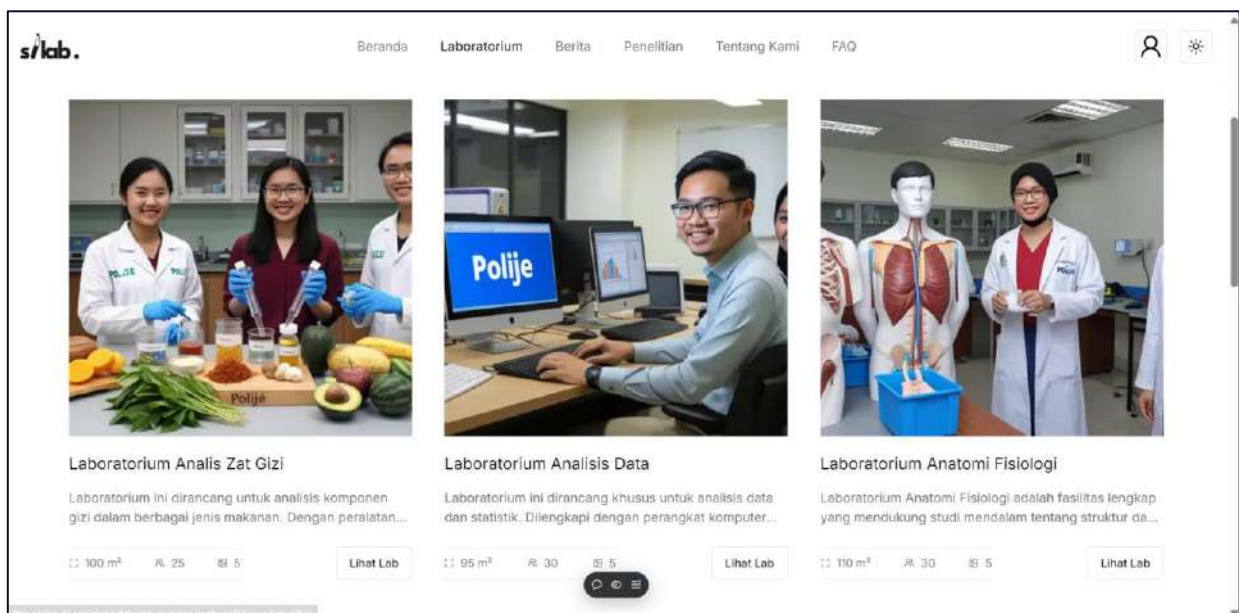 silab.
Beranda Laboratorium Berita Penelitian Tentang Kami FAQ
POLIJE
Polije
Polije
POLIJE
Laboratorium Analis Zat Gizi
Laboratorium ini dirancang untuk analisis komponen
gizi dalam berbagai jenis makanan. Dengan peralatan...
100 m² 25 5
Lihat Lab
Laboratorium Analisis Data
Laboratorium ini dirancang khusus untuk analisis data
dan statistik. Dilengkapi dengan perangkat komputer...
95 m² 30 5
Lihat Lab
Laboratorium Anatomi Fisiologi
Laboratorium Anatomi Fisiologi adalah fasilitas lengkap
yang mendukung studi mendalam tentang struktur da...
110 m² 30 5
Lihat Lab